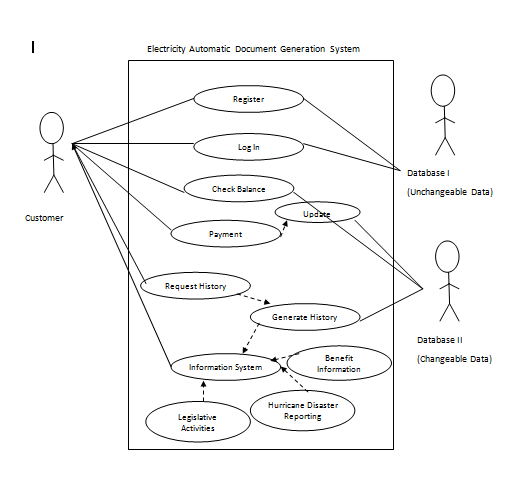 Electricity Automatic Document Generation System
Register
Log In
Database I
(Unchangeable Data)
Check Balance
Customer
Update
Payment
Request History
Generate History
Database II
(Changeable Data)
Information System
Benefit
Information
Hurricane Disaster
Reporting
Legislative
Activities